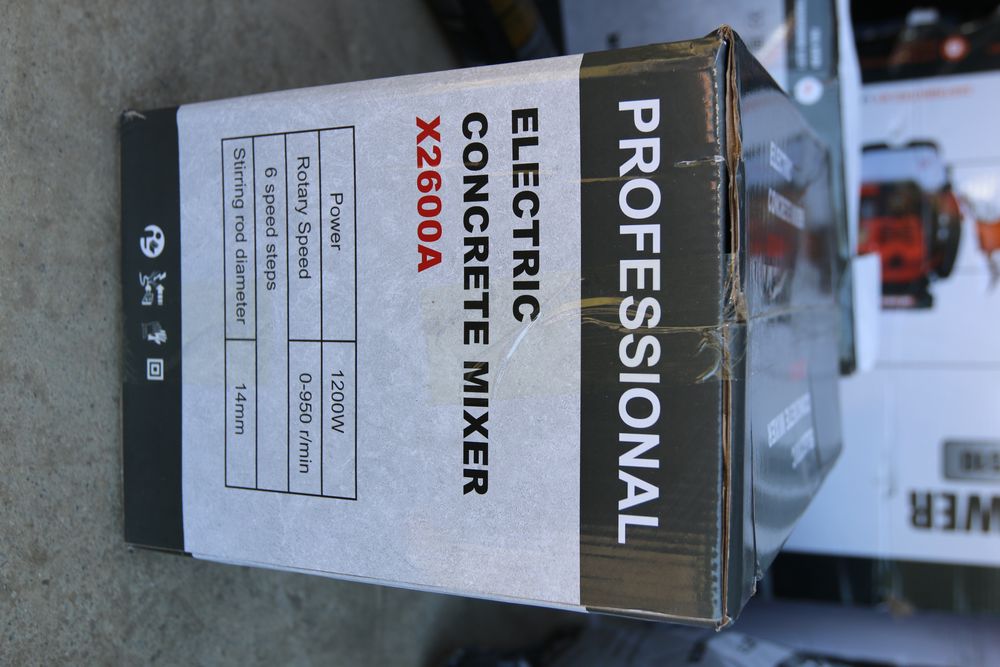 PROFESSIONAL
ELECTRIC
CONCRETE MIXER
X2600A
Power 1200W
Rotary Speed 0-950 r/min
6 speed steps
Stirring rod diameter 14mm
ELECTRIC